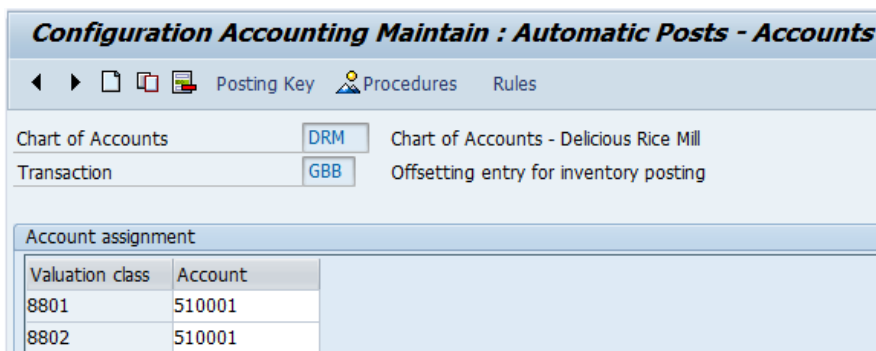 Configuration Accounting Maintain : Automatic Posts - Accounts
Posting Key Procedures Rules
Chart of Accounts DRM Chart of Accounts - Delicious Rice Mill
Transaction GBB Offsetting entry for inventory posting
Account assignment
Valuation class Account
8801 510001
8802 510001